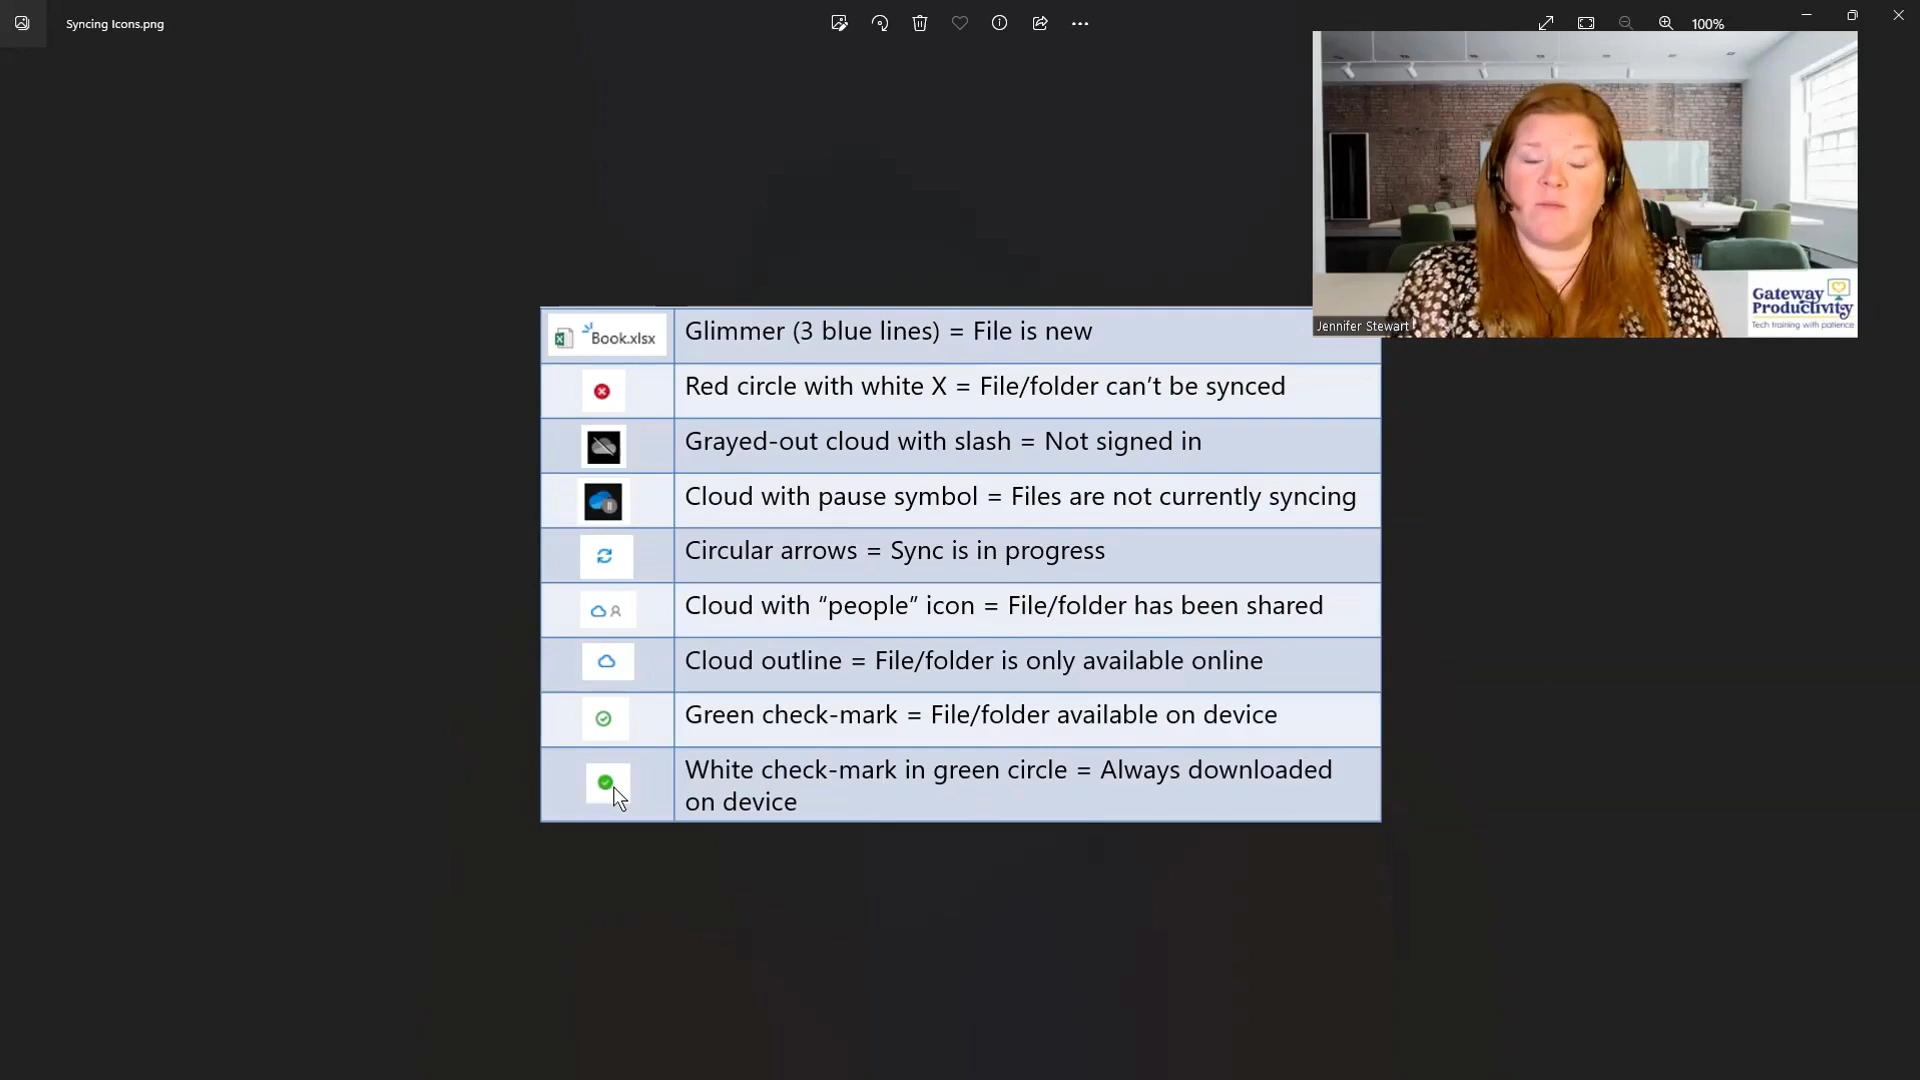 Syncing Icons.png
100%
Gateway
Productivity
Tech training with patience
Jennifer Stewart
Book.xlsx
Glimmer (3 blue lines) = File is new
Red circle with white X = File/folder can’t be synced
Grayed-out cloud with slash = Not signed in
Cloud with pause symbol = Files are not currently syncing
Circular arrows = Sync is in progress
Cloud with “people” icon = File/folder has been shared
Cloud outline = File/folder is only available online
Green check-mark = File/folder available on device
White check-mark in green circle = Always downloaded
on device